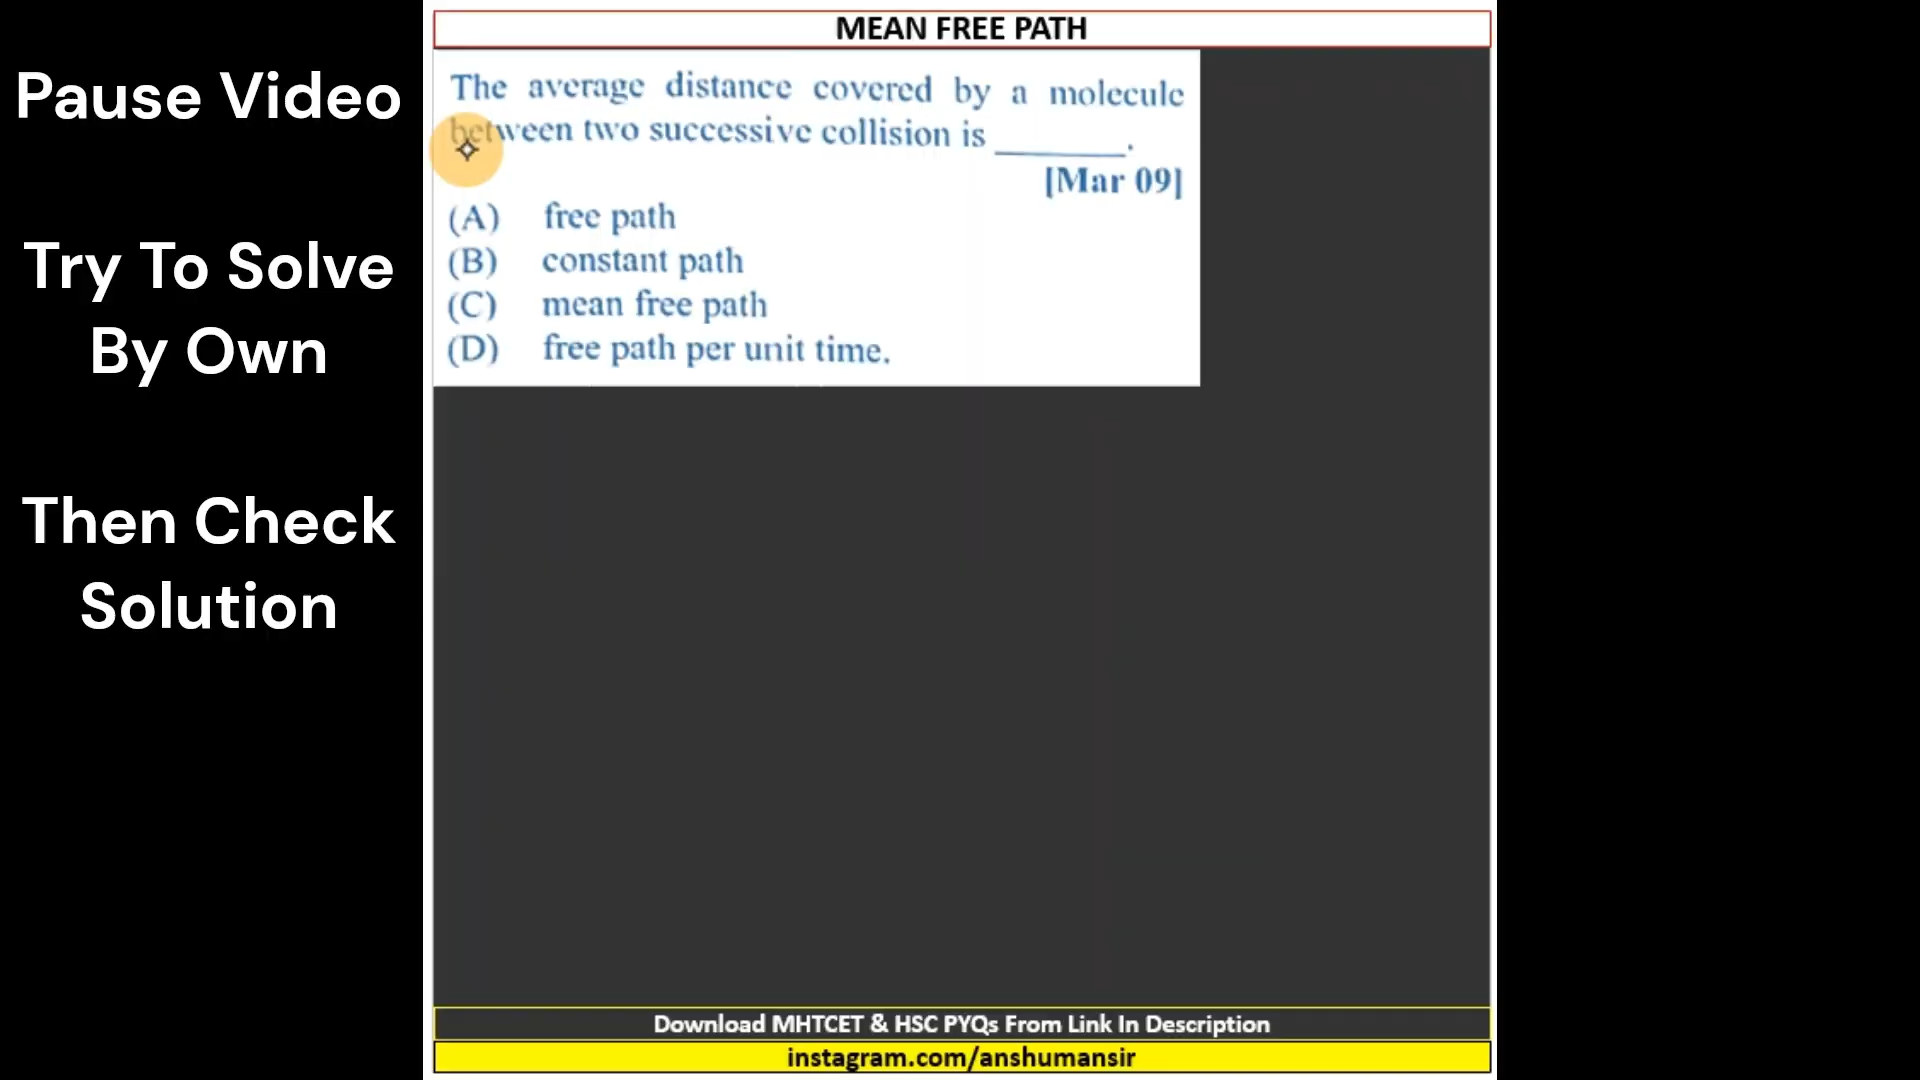 Pause Video
Try To Solve
By Own
Then Check
Solution
MEAN FREE PATH
The average distance covered by a molecule
between two successive collision is ________.
[Mar 09]
(A) free path
(B) constant path
(C) mean free path
(D) free path per unit time.
Download MHTCET & HSC PYQs From Link In Description
instagram.com/anshumansir